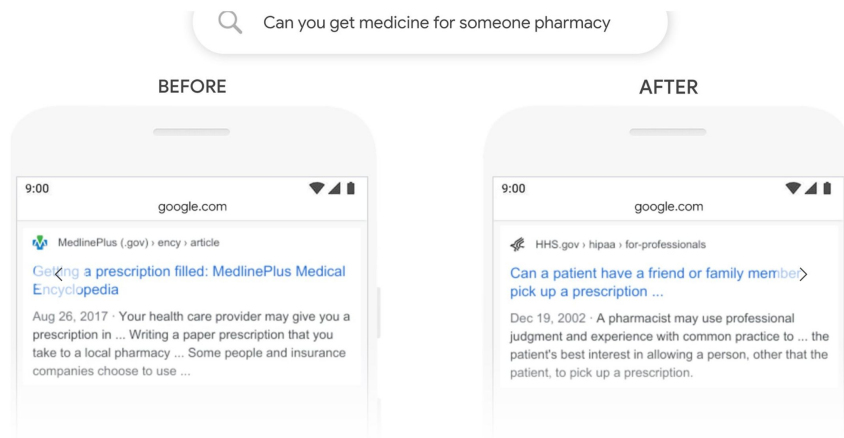 Can you get medicine for someone pharmacy
BEFORE
9:00
google.com
MedlinePlus (.gov) › ency › article
Getting a prescription filled: MedlinePlus Medical
Encyclopedia
Aug 26, 2017 · Your health care provider may give you a
prescription in ... Writing a paper prescription that you
take to a local pharmacy ... Some people and insurance
companies choose to use ...
AFTER
9:00
google.com
HHS.gov › hipaa › for-professionals
Can a patient have a friend or family member
pick up a prescription ...
Dec 19, 2002 · A pharmacist may use professional
judgment and experience with common practice to ... the
patient's best interest in allowing a person, other that the
patient, to pick up a prescription.